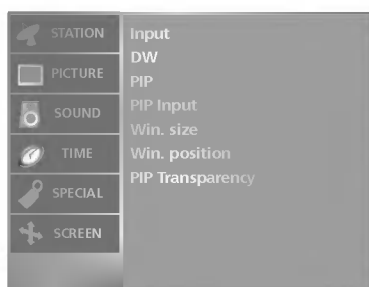 STATION
PICTURE
SOUND
TIME
SPECIAL
SCREEN
Input
DW
PIP
PIP Input
Win. size
Win. position
PIP Transparency